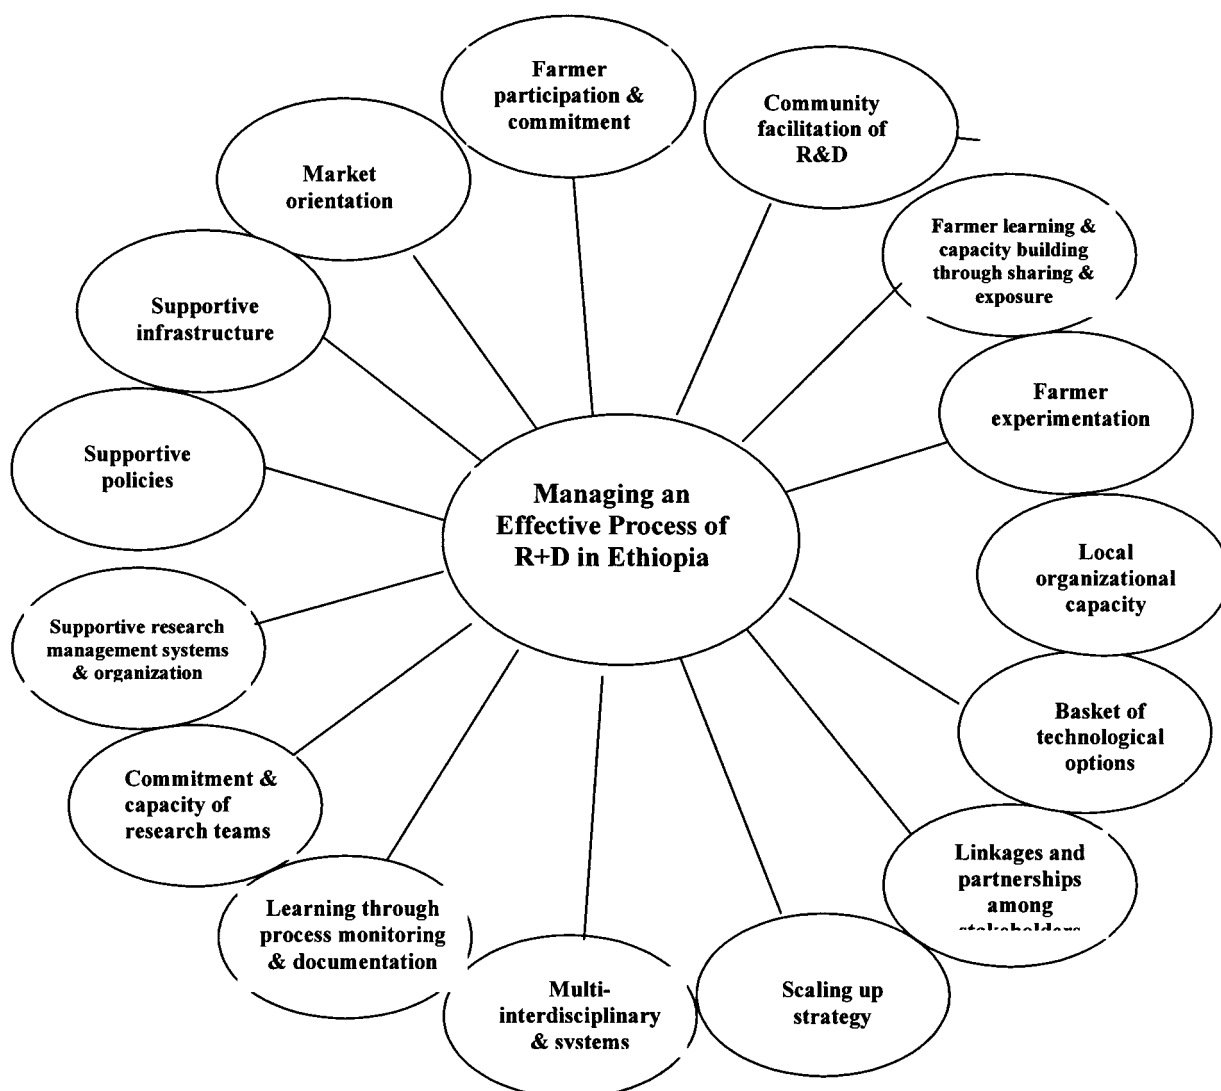 Farmer
participation &
commitment
Community
facilitation of
R&D
Farmer learning &
capacity building
through sharing &
exposure
Farmer
experimentation
Local
organizational
capacity
Basket of
technological
options
Linkages and
partnerships
among
stakeholders
Scaling up
strategy
Multi-
interdisciplinary
& systems
Learning through
process monitoring
& documentation
Commitment &
capacity of
research teams
Supportive research
management systems
& organization
Supportive
policies
Supportive
infrastructure
Market
orientation
Managing an
Effective Process of
R+D in Ethiopia